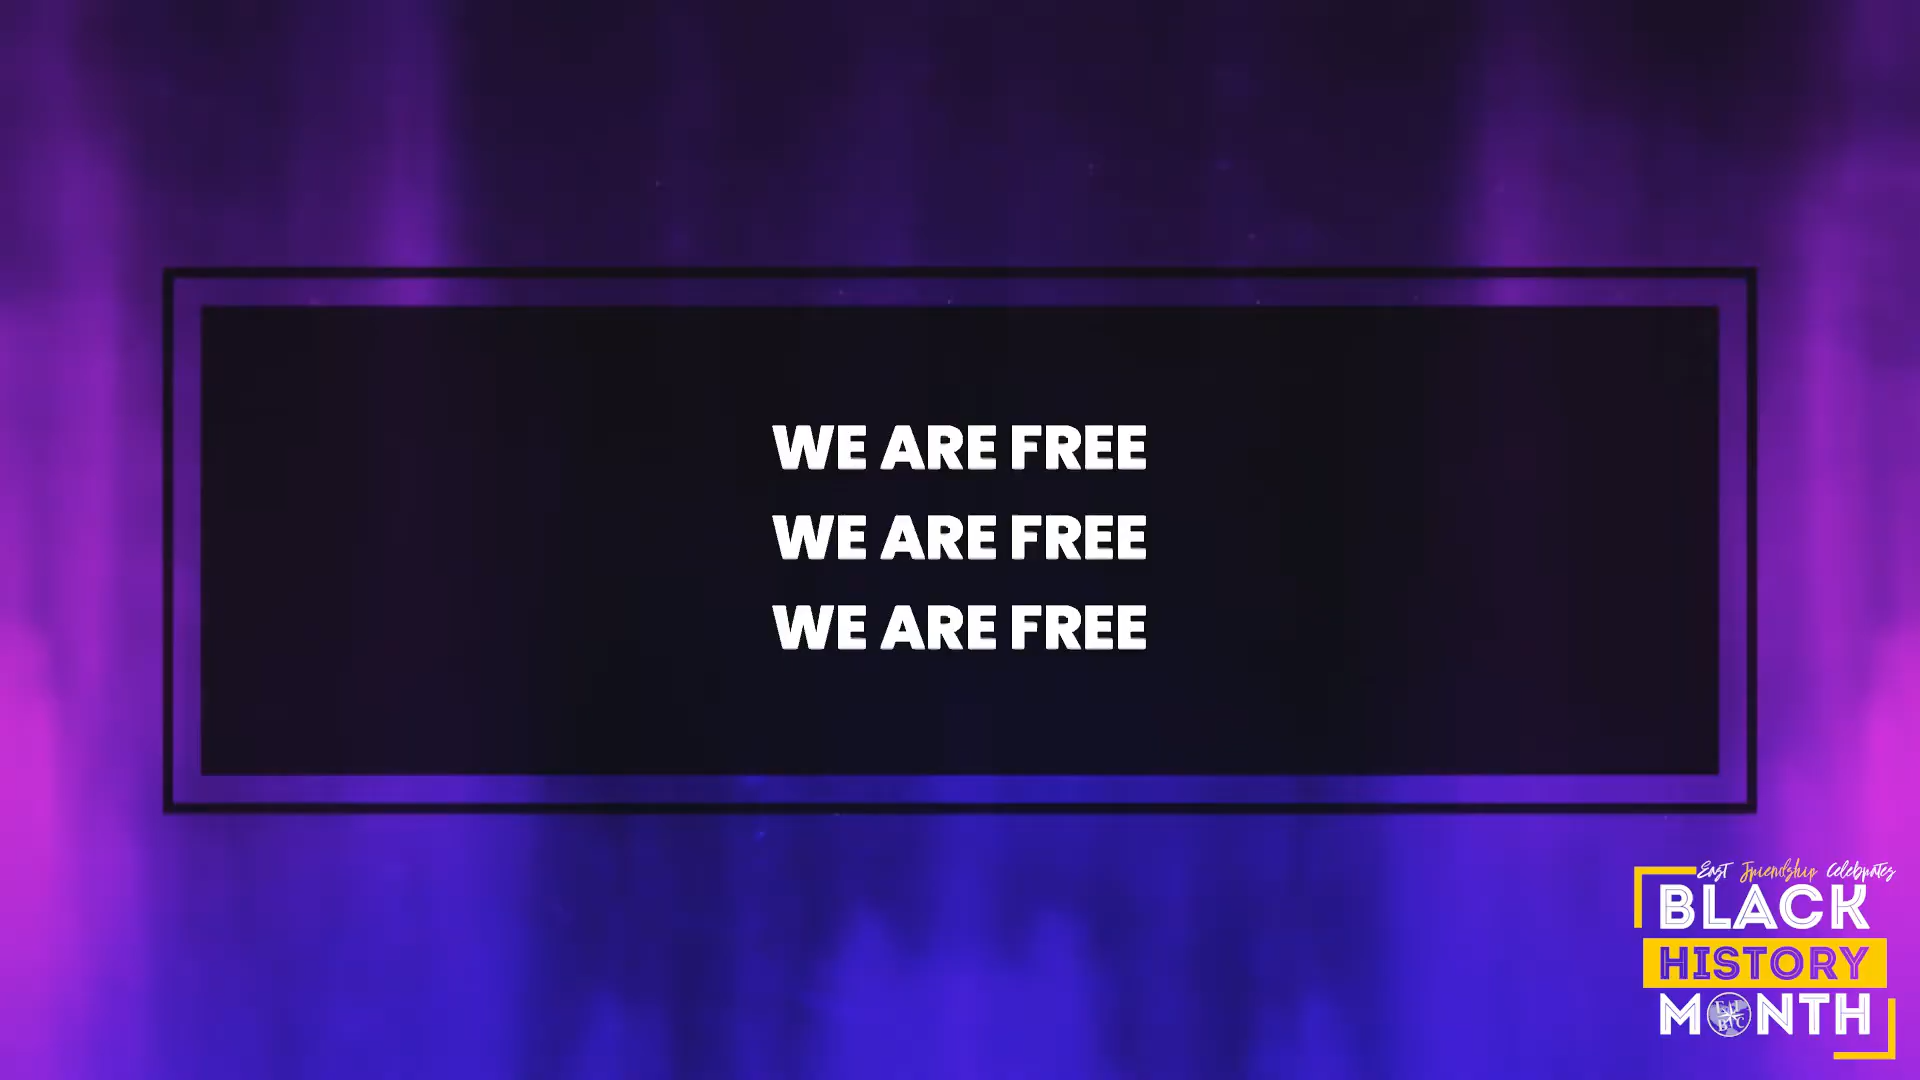 WE ARE FREE
WE ARE FREE
WE ARE FREE
East Friendship Celebrates
BLACK
HISTORY
MONTH